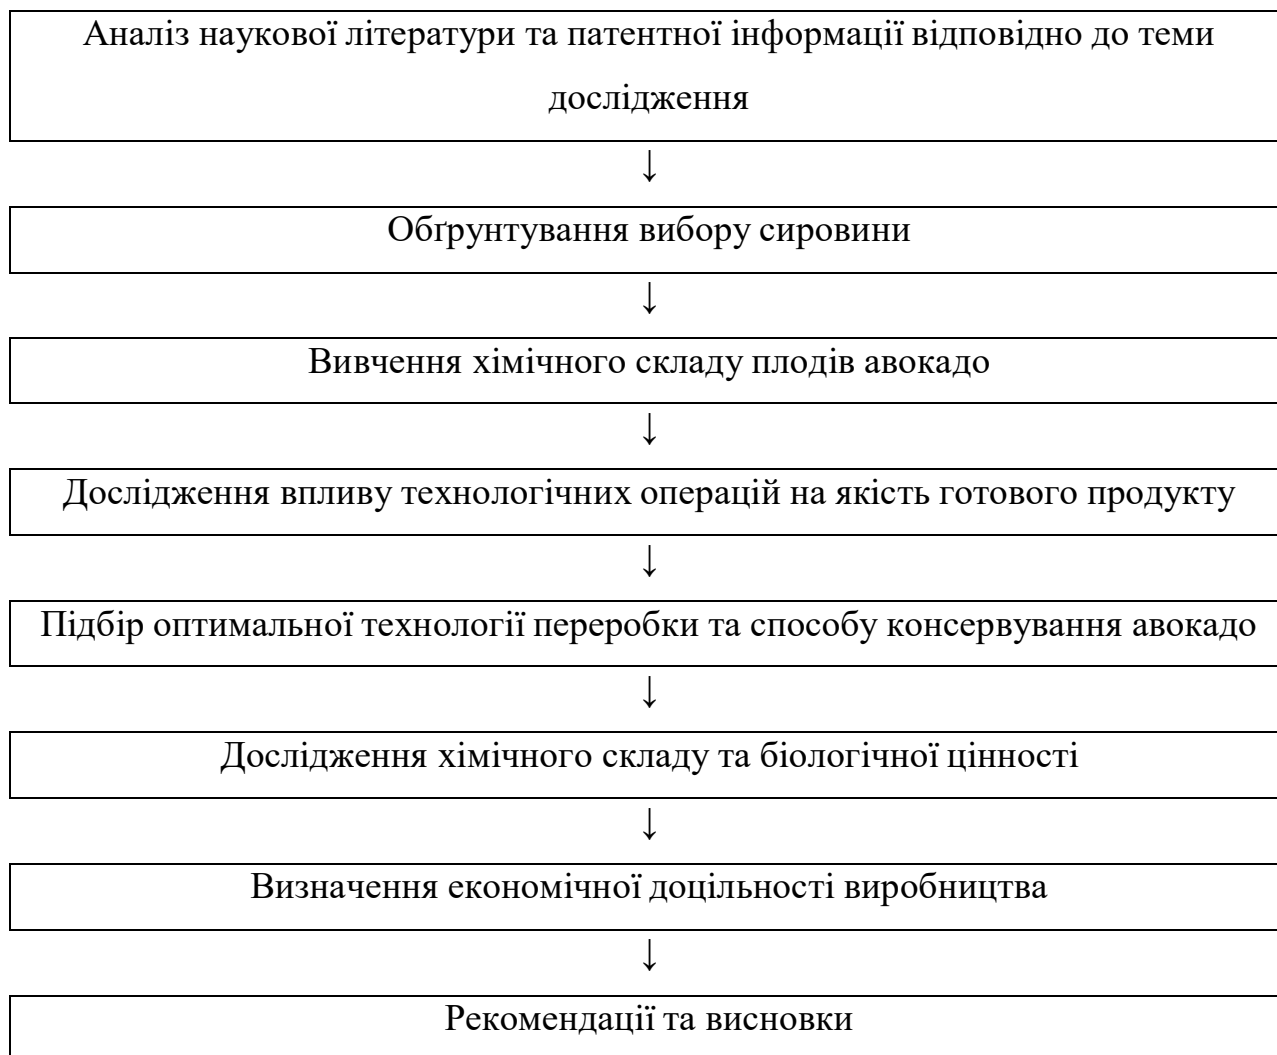 Аналіз наукової літератури та патентної інформації відповідно до теми
дослідження
↓
Обґрунтування вибору сировини
↓
Вивчення хімічного складу плодів авокадо
↓
Дослідження впливу технологічних операцій на якість готового продукту
↓
Підбір оптимальної технології переробки та способу консервування авокадо
↓
Дослідження хімічного складу та біологічної цінності
↓
Визначення економічної доцільності виробництва
↓
Рекомендації та висновки